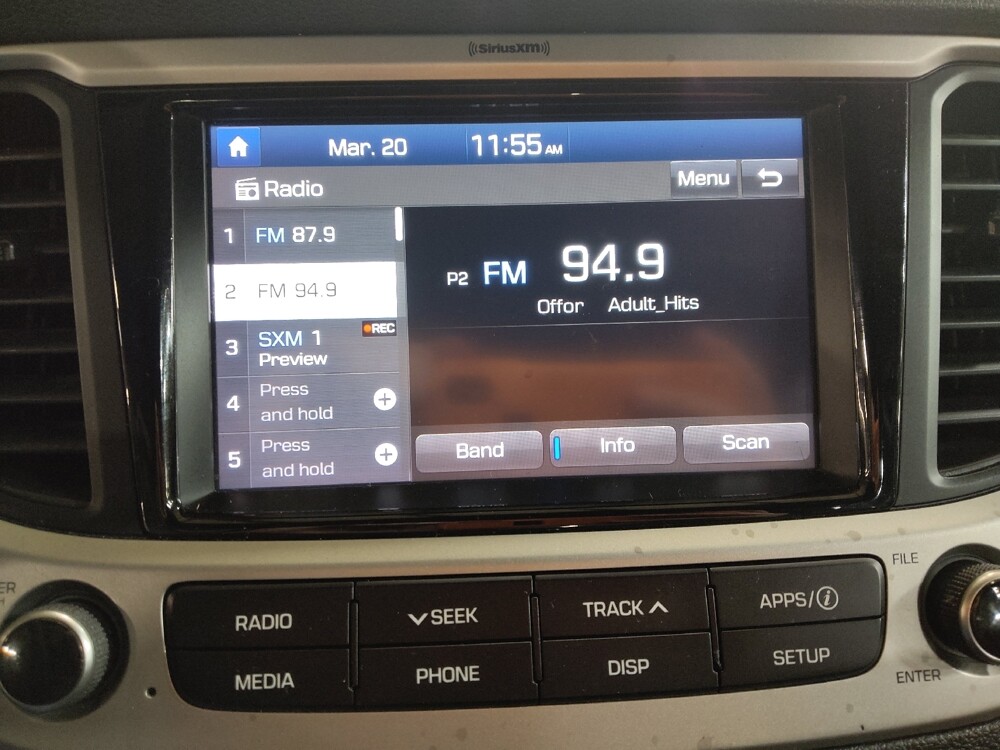 SiriusXM
Mar. 20 11:55 AM
Radio Menu
1 FM 87.9
2 FM 94.9
P2 FM 94.9
Offor Adult_Hits
3 SXM 1 REC
Preview
4 Press
and hold
5 Press
and hold
Band Info Scan
RADIO SEEK TRACK APPS/i
MEDIA PHONE DISP SETUP
FILE
ENTER